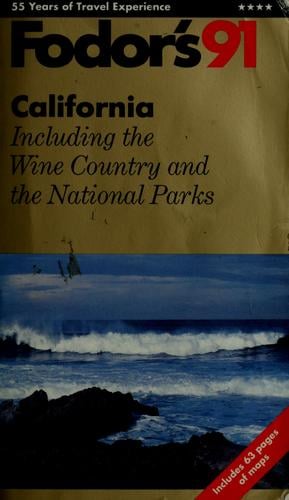 55 Years of Travel Experience ★★★★
Fodor's91
California
Including the
Wine Country and
the National Parks
Includes 63 pages
of maps